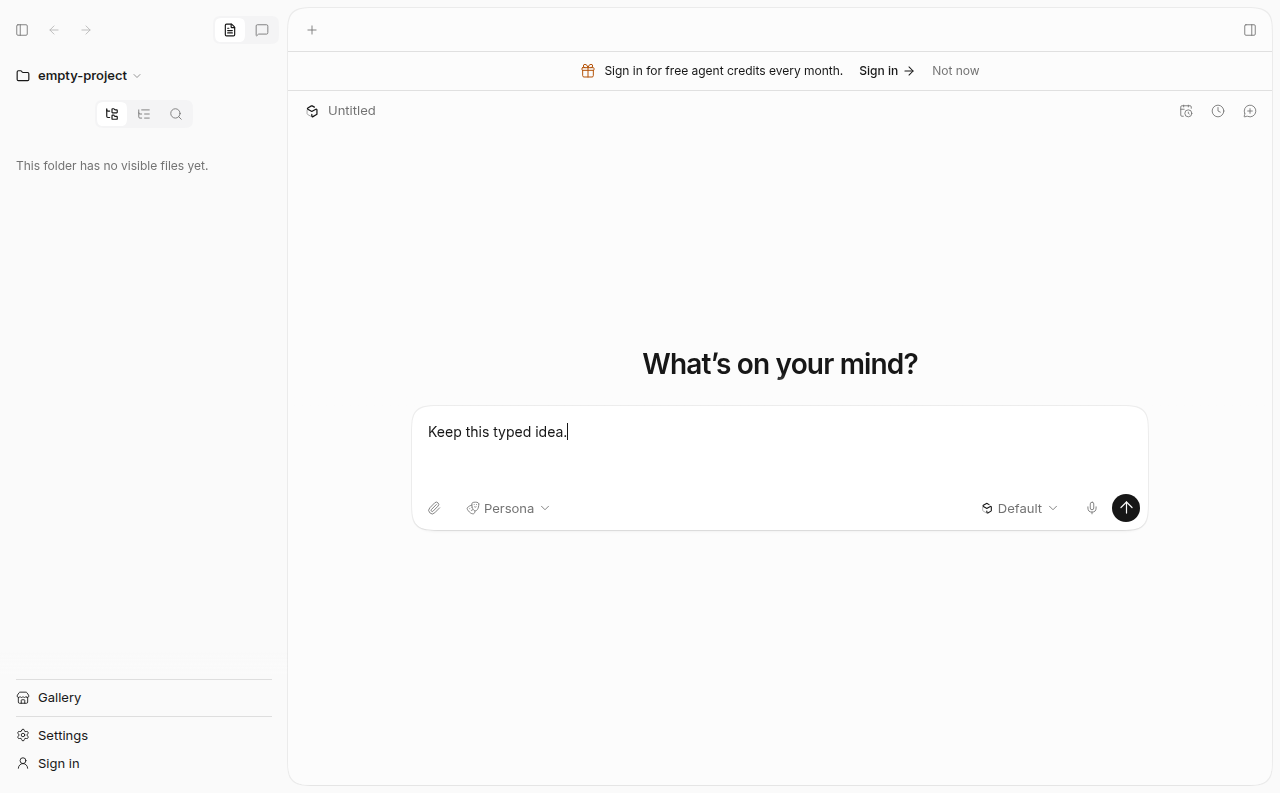 empty-project
This folder has no visible files yet.
Gallery
Settings
Sign in
Sign in for free agent credits every month. Sign in Not now
Untitled
What’s on your mind?
Keep this typed idea.
Persona Default